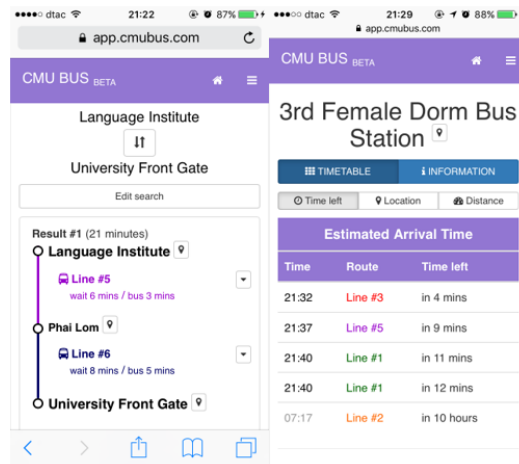 dtac 21:22 87%
app.cmubus.com
CMU BUS BETA
Language Institute
University Front Gate
Edit search
Result #1 (21 minutes)
Language Institute
Line #5
wait 6 mins / bus 3 mins
Phai Lom
Line #6
wait 8 mins / bus 5 mins
University Front Gate
dtac 21:29 88%
app.cmubus.com
CMU BUS BETA
3rd Female Dorm Bus
Station
TIMETABLE INFORMATION
Time left Location Distance
Estimated Arrival Time
Time Route Time left
21:32 Line #3 in 4 mins
21:37 Line #5 in 9 mins
21:40 Line #1 in 11 mins
21:40 Line #1 in 12 mins
07:17 Line #2 in 10 hours